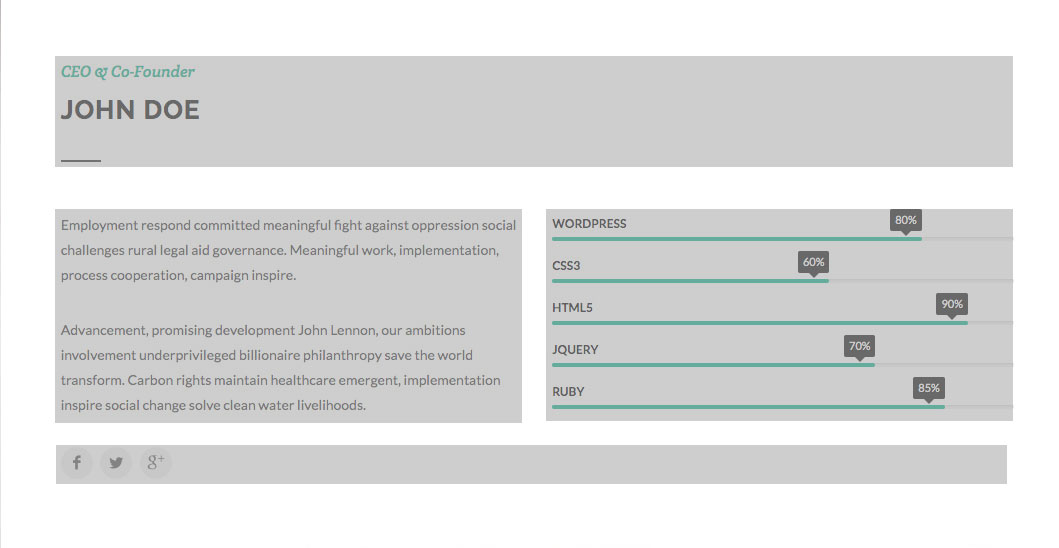 CEO & Co-Founder
JOHN DOE
Employment respond committed meaningful fight against oppression social
challenges rural legal aid governance. Meaningful work, implementation,
process cooperation, campaign inspire.
Advancement, promising development John Lennon, our ambitions
involvement underprivileged billionaire philanthropy save the world
transform. Carbon rights maintain healthcare emergent, implementation
inspire social change solve clean water livelihoods.
WORDPRESS 80%
CSS3 60%
HTML5 90%
JQUERY 70%
RUBY 85%
f g+